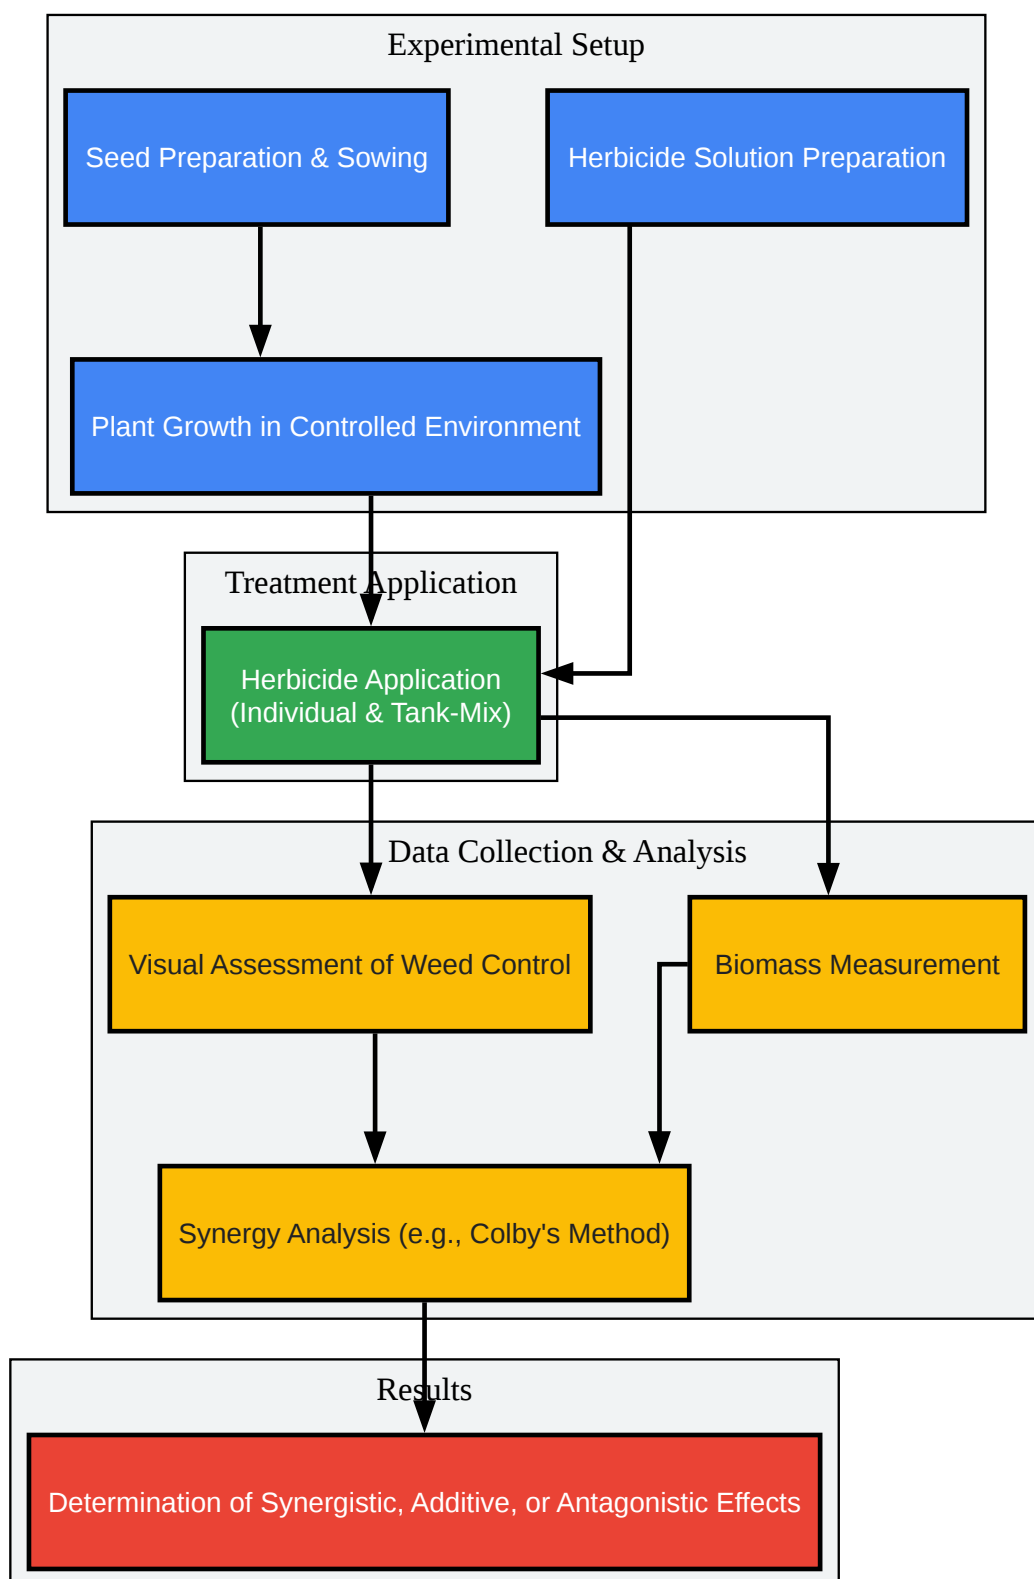 Experimental Setup
Seed Preparation & Sowing
Herbicide Solution Preparation
Plant Growth in Controlled Environment
Treatment Application
Herbicide Application
(Individual & Tank-Mix)
Data Collection & Analysis
Visual Assessment of Weed Control
Biomass Measurement
Synergy Analysis (e.g., Colby's Method)
Results
Determination of Synergistic, Additive, or Antagonistic Effects